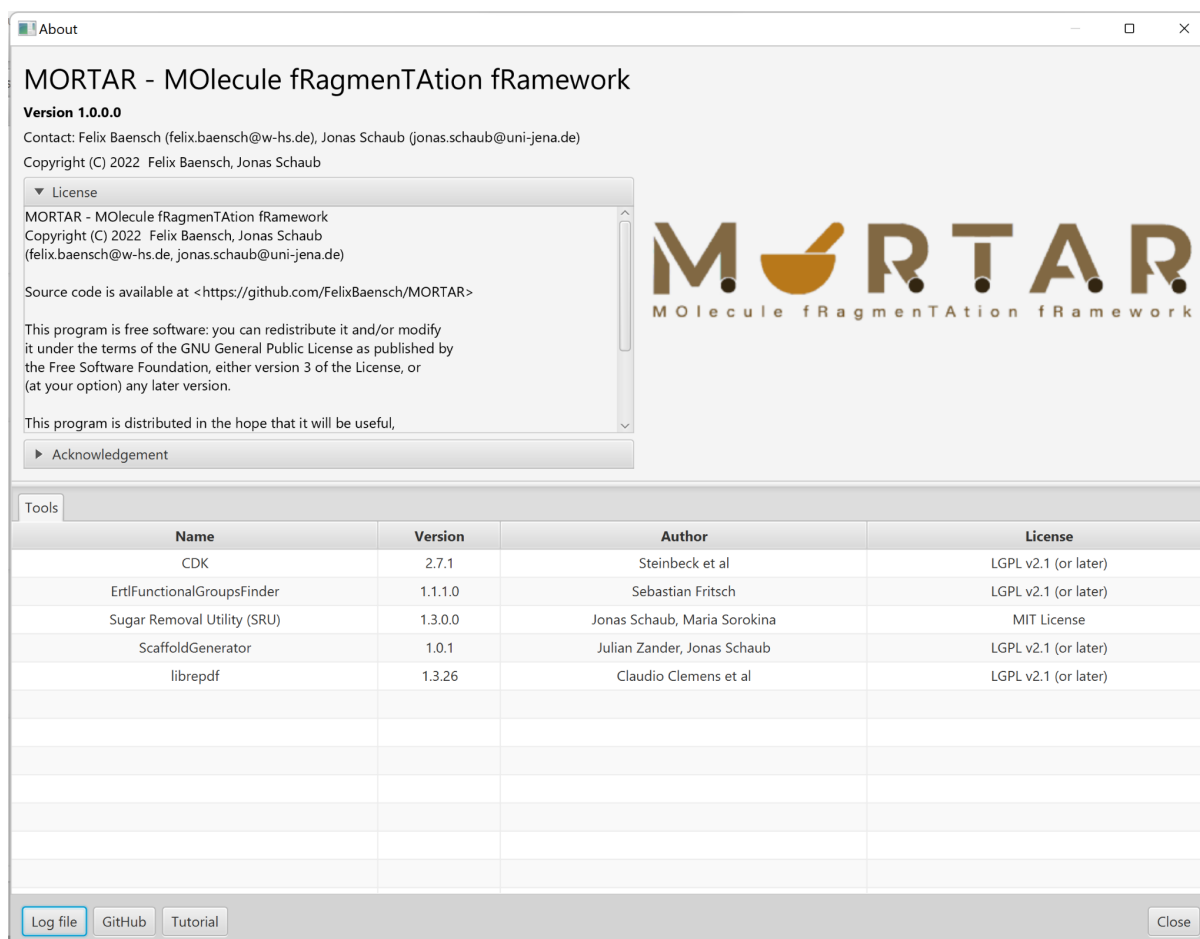 About
MORTAR - MOlecule fRagmenTAtion fRamework
Version 1.0.0.0
Contact: Felix Baensch (felix.baensch@w-hs.de), Jonas Schaub (jonas.schaub@uni-jena.de)
Copyright (C) 2022  Felix Baensch, Jonas Schaub
License
MORTAR - MOlecule fRagmenTAtion fRamework
Copyright (C) 2022  Felix Baensch, Jonas Schaub
(felix.baensch@w-hs.de, jonas.schaub@uni-jena.de)
Source code is available at <https://github.com/FelixBaensch/MORTAR>
This program is free software: you can redistribute it and/or modify
it under the terms of the GNU General Public License as published by
the Free Software Foundation, either version 3 of the License, or
(at your option) any later version.
This program is distributed in the hope that it will be useful,
Acknowledgement
MORTAR
MOlecule fRagmenTAtion fRamework
Tools
Name Version Author License
CDK 2.7.1 Steinbeck et al LGPL v2.1 (or later)
ErtlFunctionalGroupsFinder 1.1.1.0 Sebastian Fritsch LGPL v2.1 (or later)
Sugar Removal Utility (SRU) 1.3.0.0 Jonas Schaub, Maria Sorokina MIT License
ScaffoldGenerator 1.0.1 Julian Zander, Jonas Schaub LGPL v2.1 (or later)
librepdf 1.3.26 Claudio Clemens et al LGPL v2.1 (or later)
Log file GitHub Tutorial Close